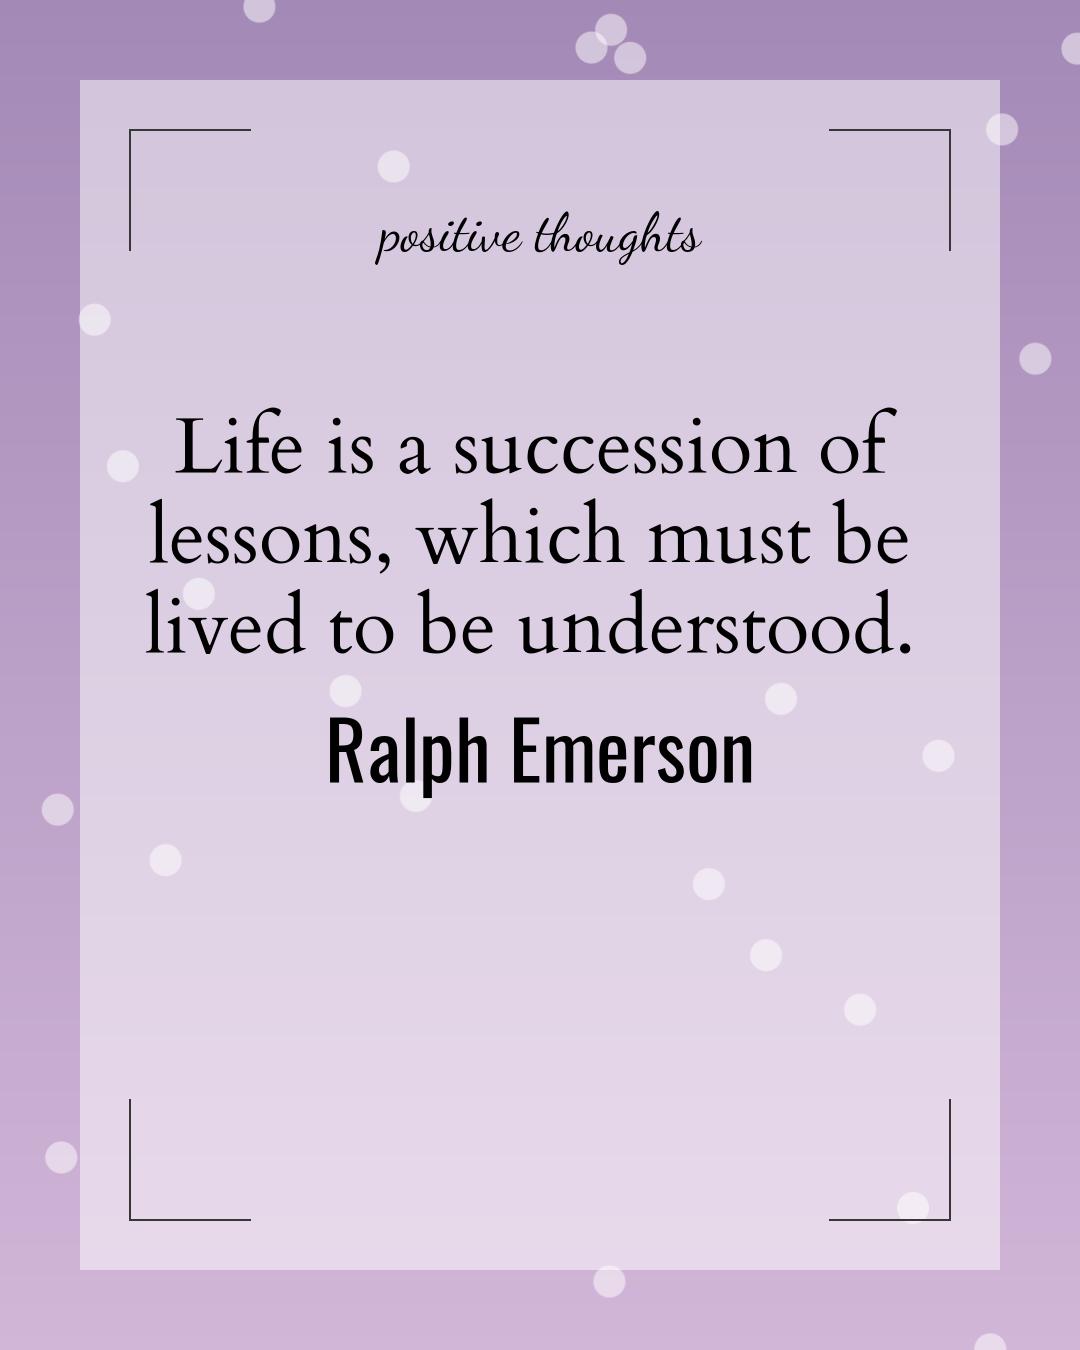 positive thoughts
Life is a succession of
lessons, which must be
lived to be understood.
Ralph Emerson